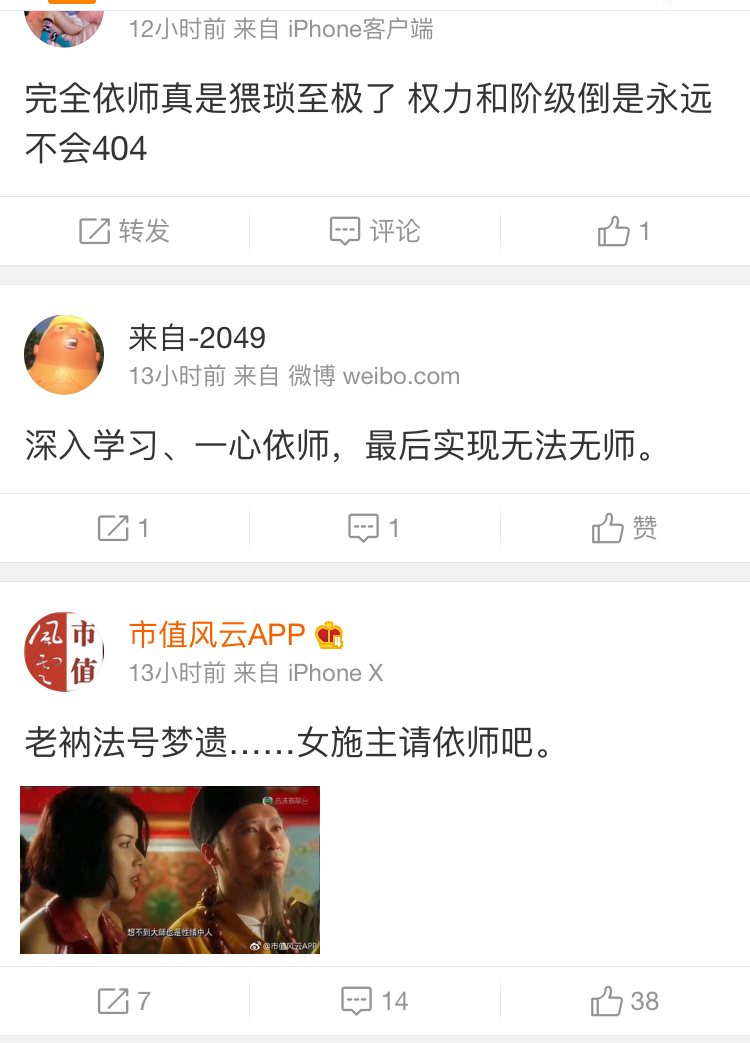 12小时前 来自 iPhone客户端
完全依师真是猥琐至极了 权力和阶级倒是永远
不会404
转发 评论 1
来自-2049
13小时前 来自 微博 weibo.com
深入学习、一心依师，最后实现无法无师。
1 1 赞
风云 市值
市值风云APP 4
13小时前 来自 iPhone X
老衲法号梦遗……女施主请依师吧。
高清翡翠台
想不到大師也是性情中人
@市值风云APP
7 14 38